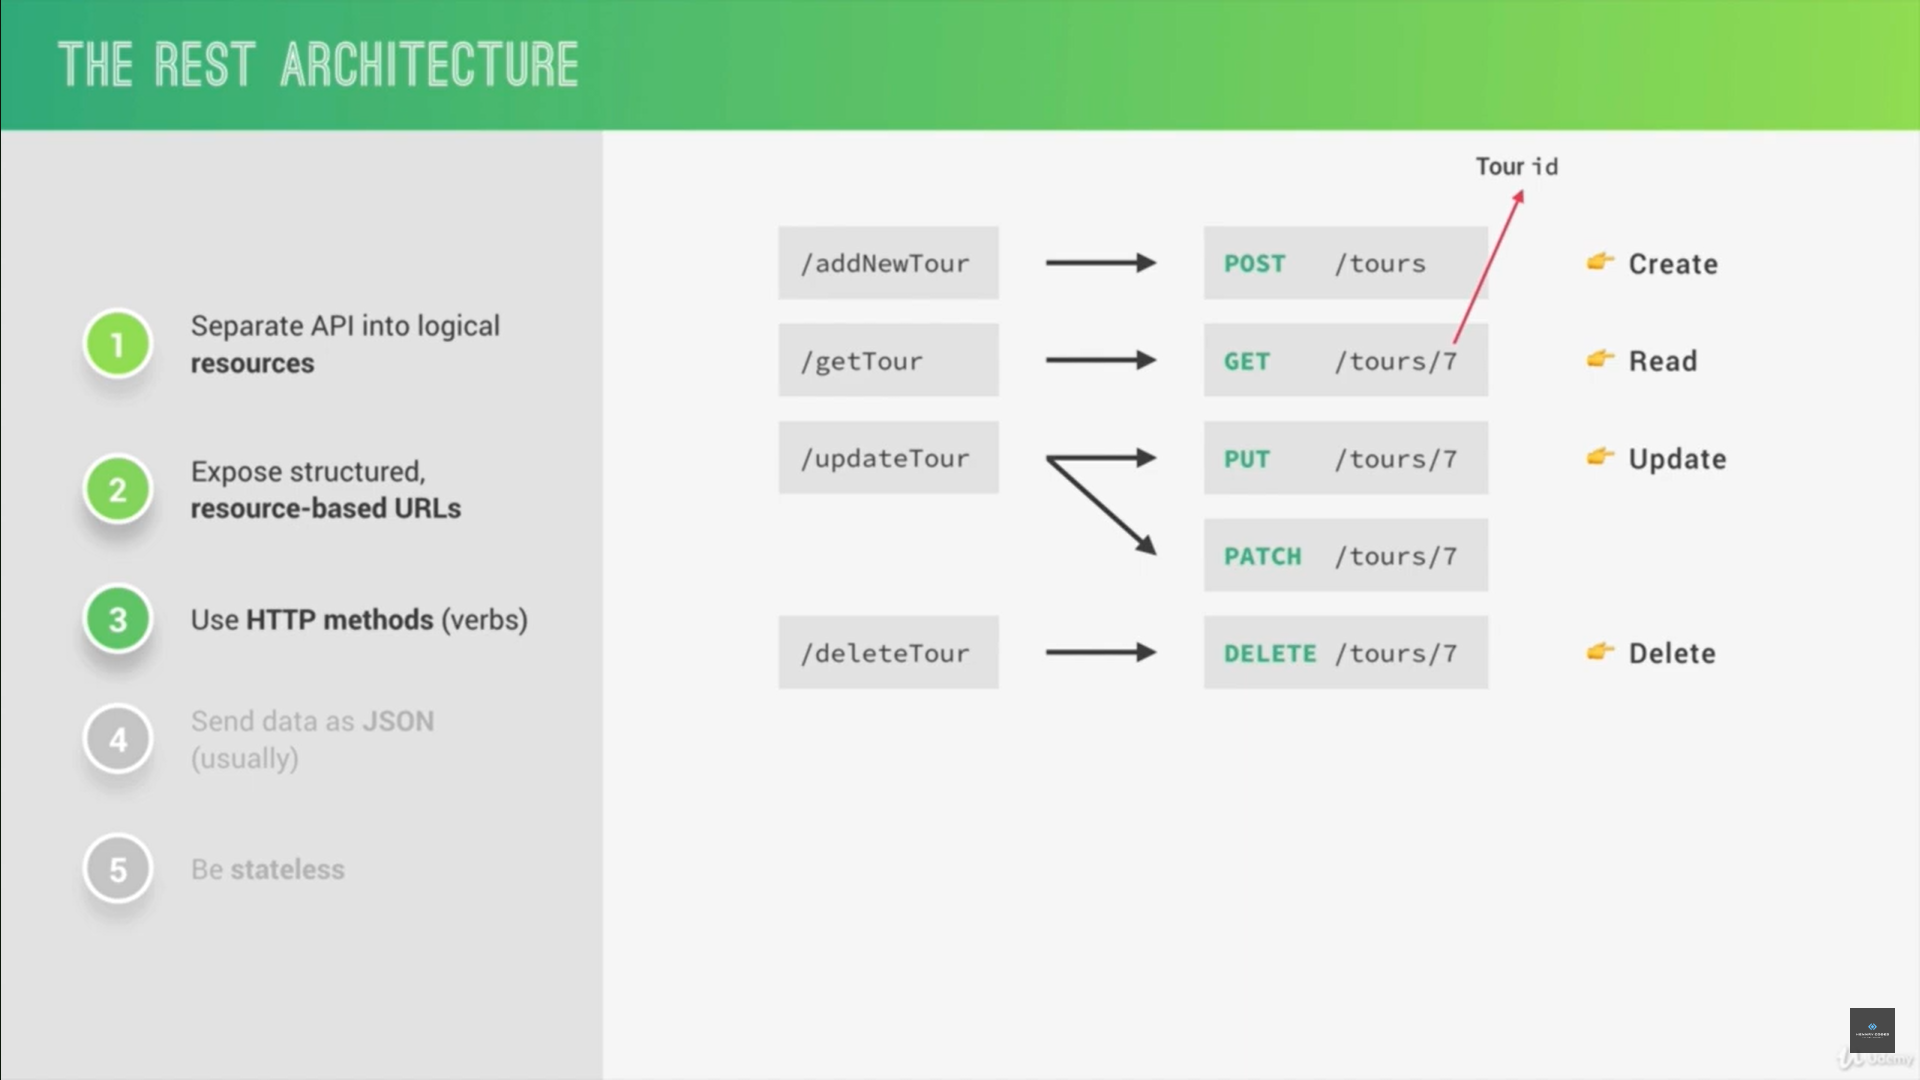 THE REST ARCHITECTURE
1
Separate API into logical
resources
2
Expose structured,
resource-based URLs
3
Use HTTP methods (verbs)
4
Send data as JSON
(usually)
5
Be stateless
Tour id
/addNewTour POST /tours 👉 Create
/getTour GET /tours/7 👉 Read
/updateTour PUT /tours/7 👉 Update
PATCH /tours/7
/deleteTour DELETE /tours/7 👉 Delete
Udemy